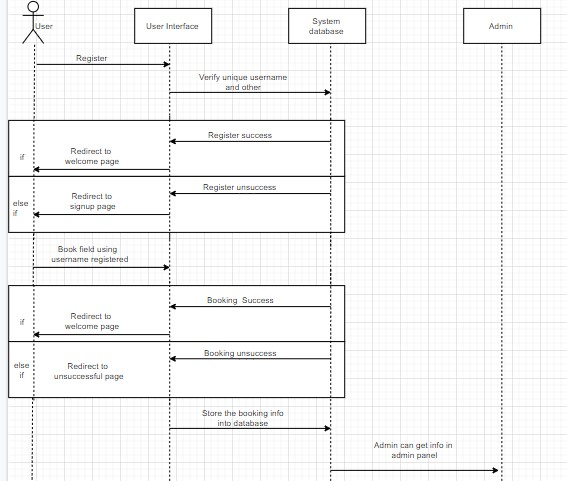 User
User Interface
System
database
Admin
Register
Verify unique username
and other
Register success
if
Redirect to
welcome page
Register unsuccess
else
if
Redirect to
signup page
Book field using
username registered
Booking  Success
if
Redirect to
welcome page
Booking unsuccess
else
if
Redirect to
unsuccessful page
Store the booking info
into database
Admin can get info in
admin panel